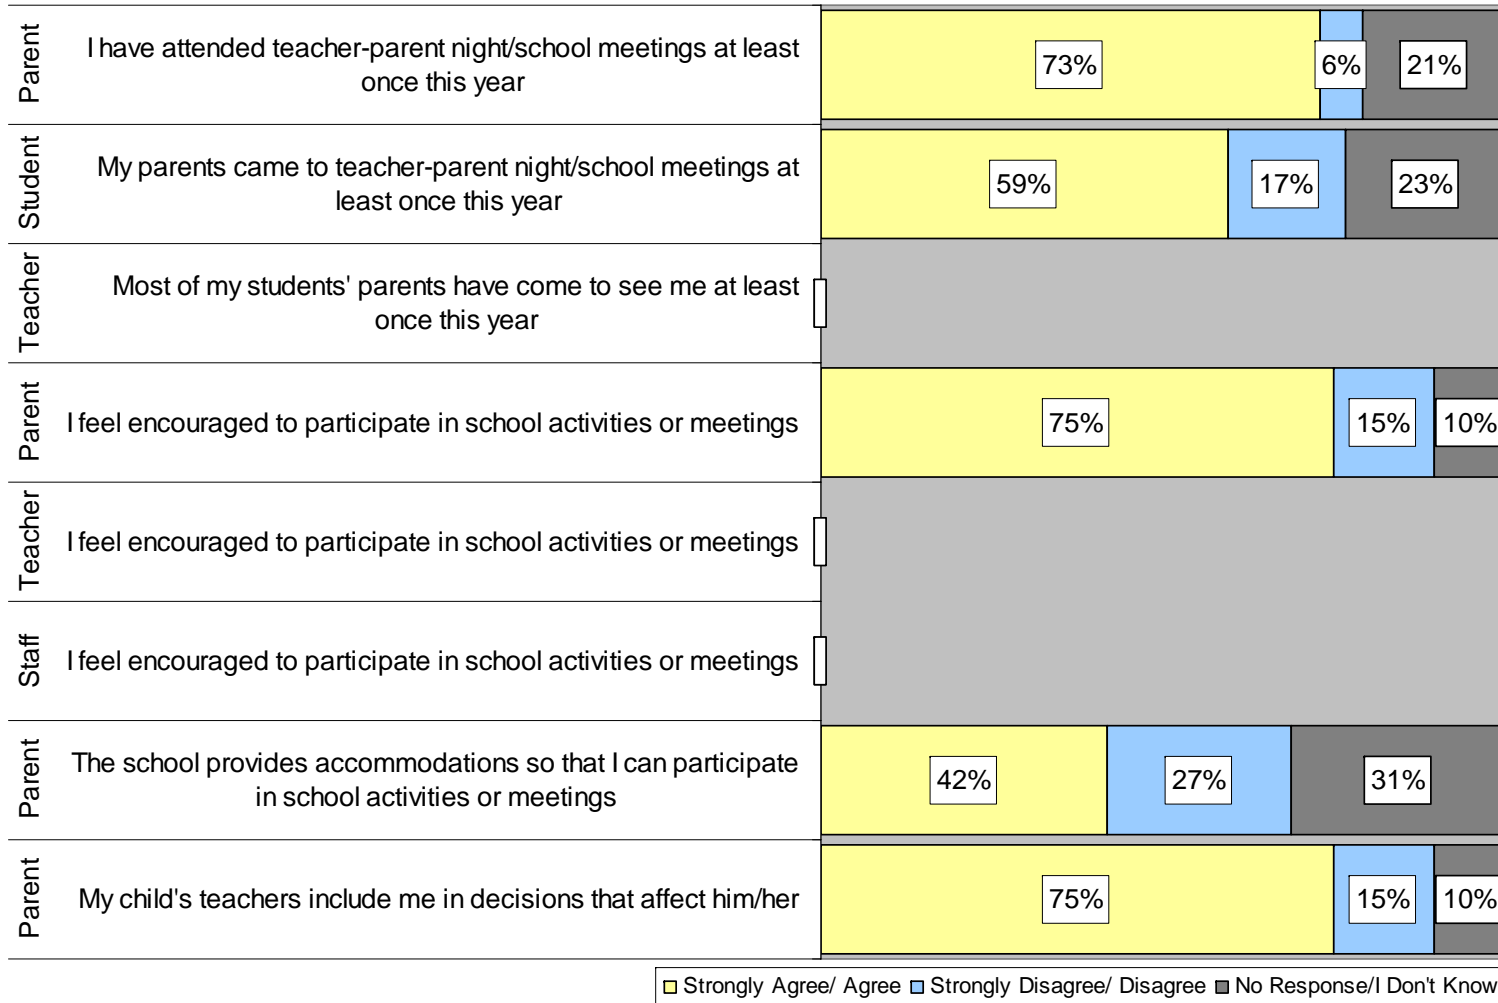 Parent
I have attended teacher-parent night/school meetings at least
once this year
73%
6%
21%
Student
My parents came to teacher-parent night/school meetings at
least once this year
59%
17%
23%
Teacher
Most of my students' parents have come to see me at least
once this year
Parent
I feel encouraged to participate in school activities or meetings
75%
15%
10%
Teacher
I feel encouraged to participate in school activities or meetings
Staff
I feel encouraged to participate in school activities or meetings
Parent
The school provides accommodations so that I can participate
in school activities or meetings
42%
27%
31%
Parent
My child's teachers include me in decisions that affect him/her
75%
15%
10%
Strongly Agree/ Agree Strongly Disagree/ Disagree No Response/I Don't Know